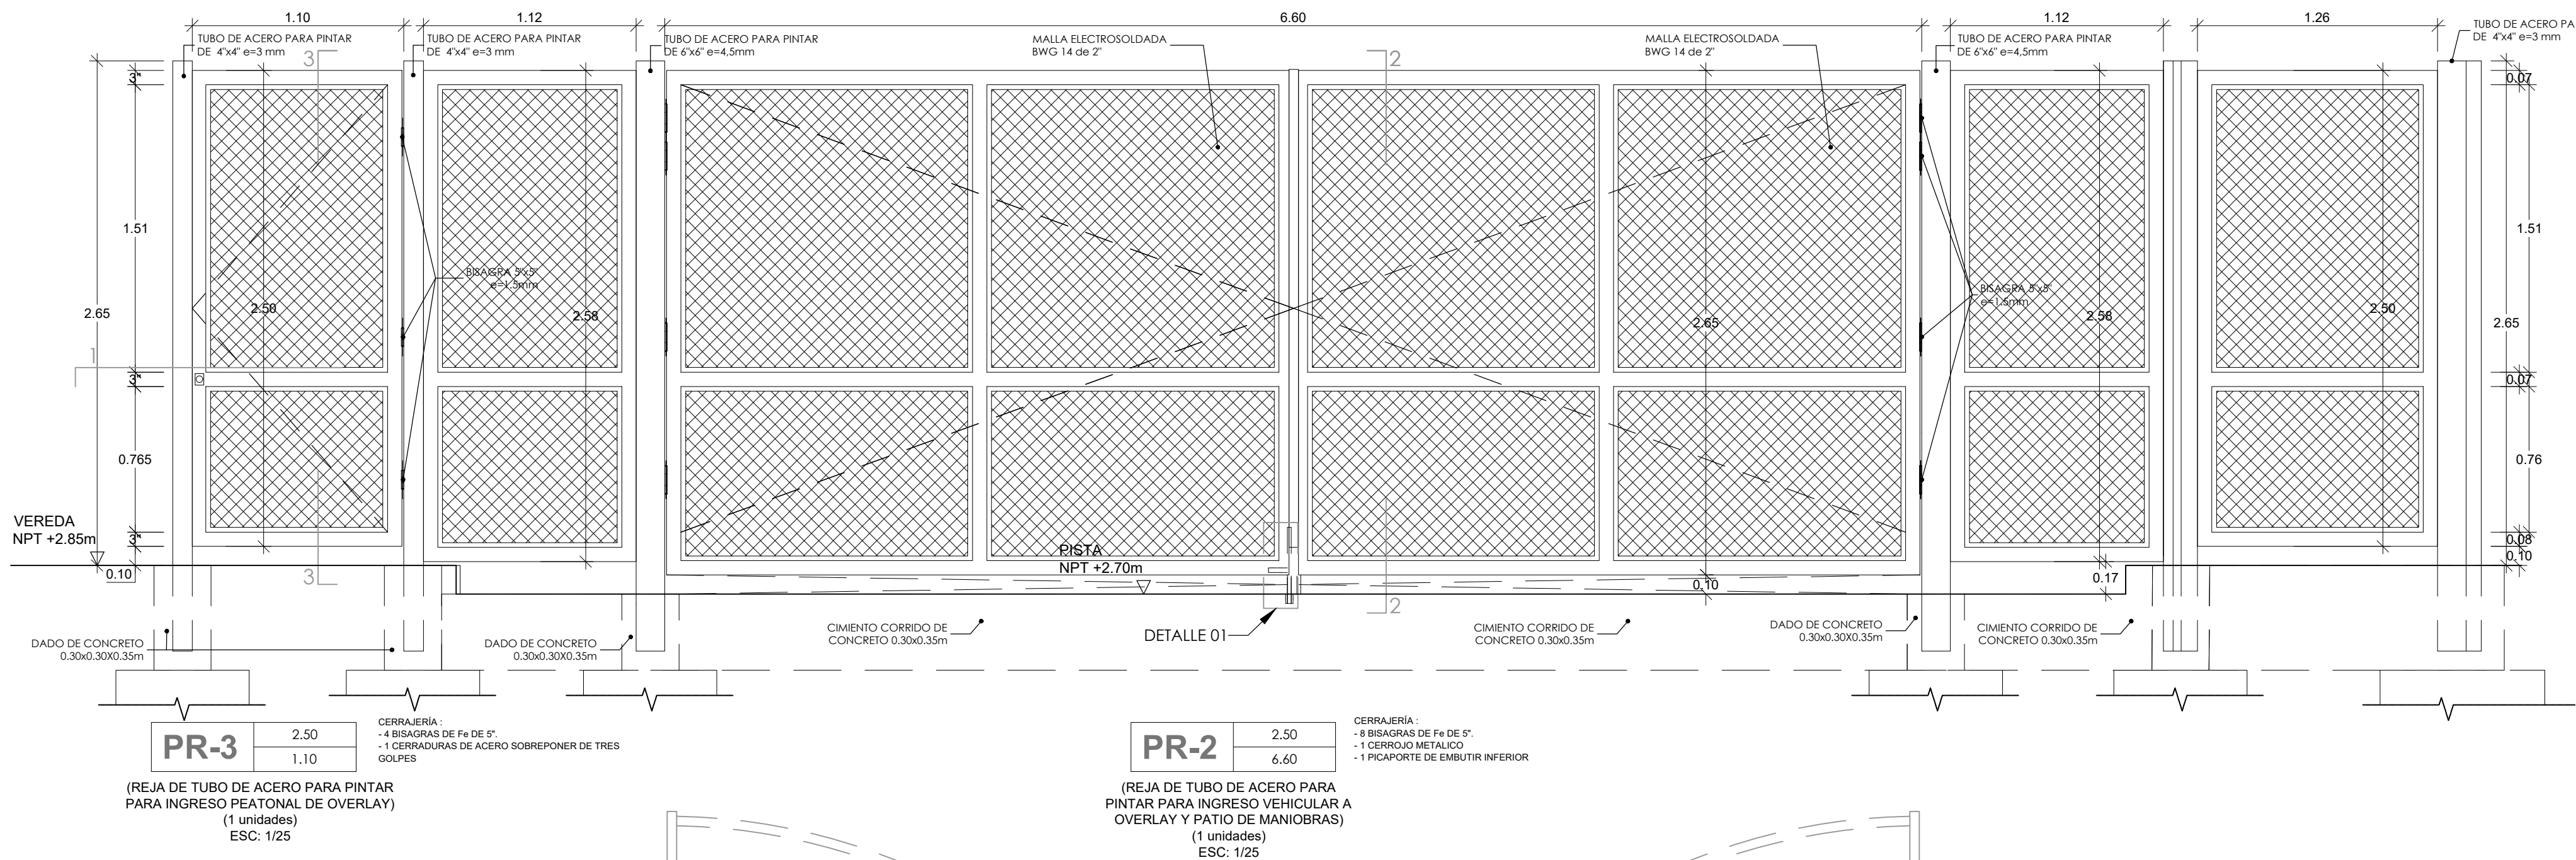 1.10
1.12
6.60
1.12
1.26
TUBO DE ACERO PARA PINTAR
DE 4"x4" e=3 mm
TUBO DE ACERO PARA PINTAR
DE 4"x4" e=3 mm
TUBO DE ACERO PARA PINTAR
DE 6"x6" e=4,5mm
MALLA ELECTROSOLDADA
BWG 14 de 2"
MALLA ELECTROSOLDADA
BWG 14 de 2"
TUBO DE ACERO PARA PINTAR
DE 6"x6" e=4,5mm
TUBO DE ACERO PA
DE 4"x4" e=3 mm
3
2
3"
0.07
1.51
1.51
BISAGRA 5"x5"
e=1.5mm
BISAGRA 5"x5"
e=1.5mm
2.65
2.50
2.58
2.65
2.58
2.50
2.65
1
3"
0.07
0.765
0.76
VEREDA
NPT +2.85m
3"
0.08
0.10
0.10
3
PISTA
NPT +2.70m
0.10
2
0.17
DADO DE CONCRETO
0.30x0.30X0.35m
DADO DE CONCRETO
0.30x0.30X0.35m
CIMIENTO CORRIDO DE
CONCRETO 0.30x0.35m
DETALLE 01
CIMIENTO CORRIDO DE
CONCRETO 0.30x0.35m
DADO DE CONCRETO
0.30x0.30X0.35m
CIMIENTO CORRIDO DE
CONCRETO 0.30x0.35m
PR-3
2.50
1.10
CERRAJERÍA :
- 4 BISAGRAS DE Fe DE 5".
- 1 CERRADURAS DE ACERO SOBREPONER DE TRES
GOLPES
(REJA DE TUBO DE ACERO PARA PINTAR
PARA INGRESO PEATONAL DE OVERLAY)
(1 unidades)
ESC: 1/25
PR-2
2.50
6.60
CERRAJERÍA :
- 8 BISAGRAS DE Fe DE 5".
- 1 CERROJO METALICO
- 1 PICAPORTE DE EMBUTIR INFERIOR
(REJA DE TUBO DE ACERO PARA
PINTAR PARA INGRESO VEHICULAR A
OVERLAY Y PATIO DE MANIOBRAS)
(1 unidades)
ESC: 1/25